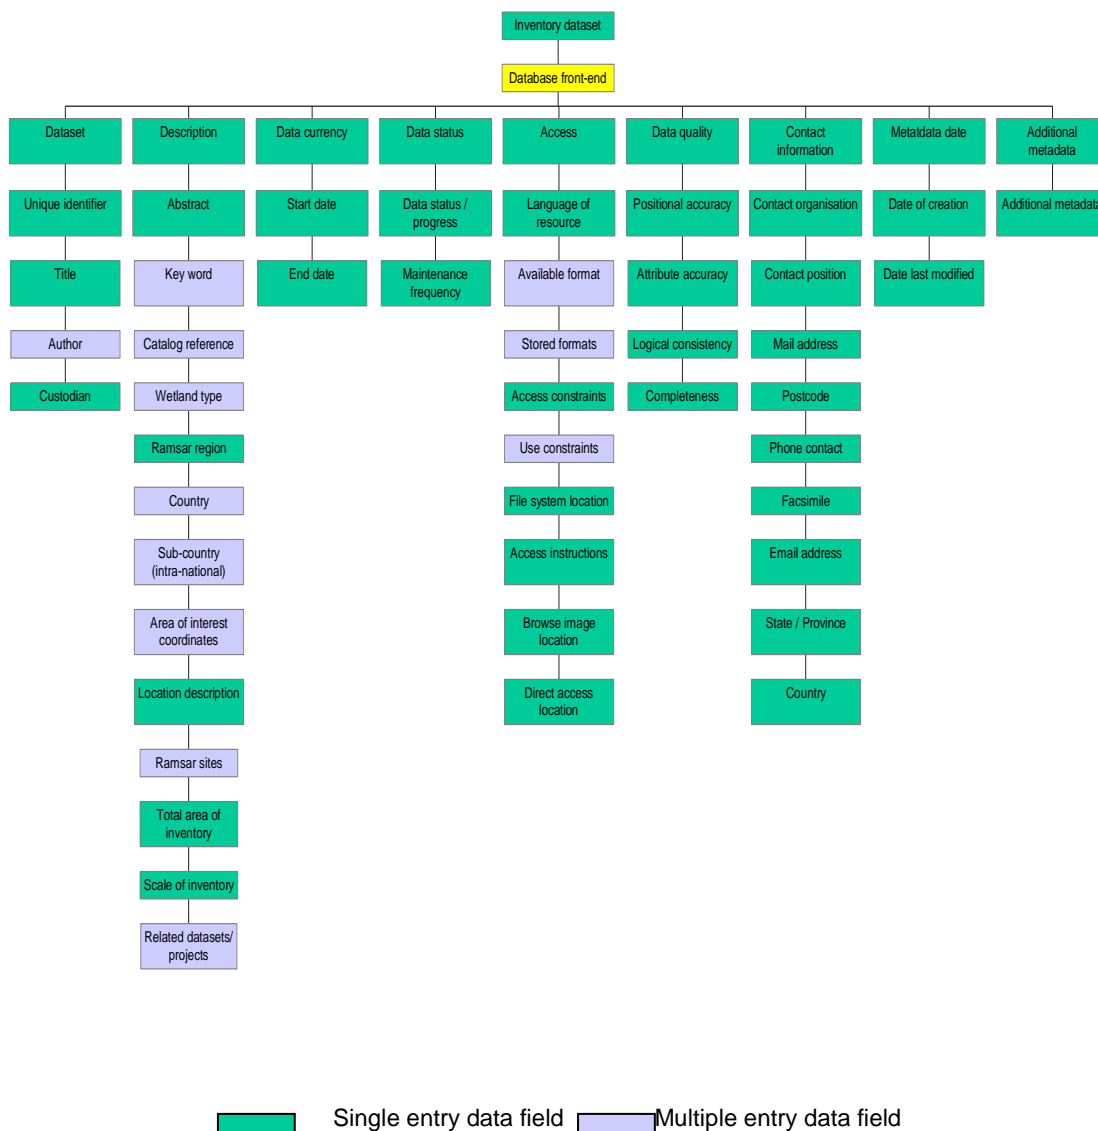 Inventory dataset
Database front-end
Dataset
Description
Data currency
Data status
Access
Data quality
Contact
information
Metatdata date
Additional
metadata
Unique identifier
Abstract
Start date
Data status /
progress
Language of
resource
Positional accuracy
Contact organisation
Date of creation
Additional metadata
Title
Key word
End date
Maintenance
frequency
Available format
Attribute accuracy
Contact position
Date last modified
Author
Catalog reference
Stored formats
Logical consistency
Mail address
Custodian
Wetland type
Access constraints
Completeness
Postcode
Ramsar region
Use constraints
Phone contact
Country
File system location
Facsimile
Sub-country
(intra-national)
Access instructions
Email address
Area of interest
coordinates
Browse image
location
State / Province
Location description
Direct access
location
Country
Ramsar sites
Total area of
inventory
Scale of inventory
Related datasets/
projects
Single entry data field
Multiple entry data field